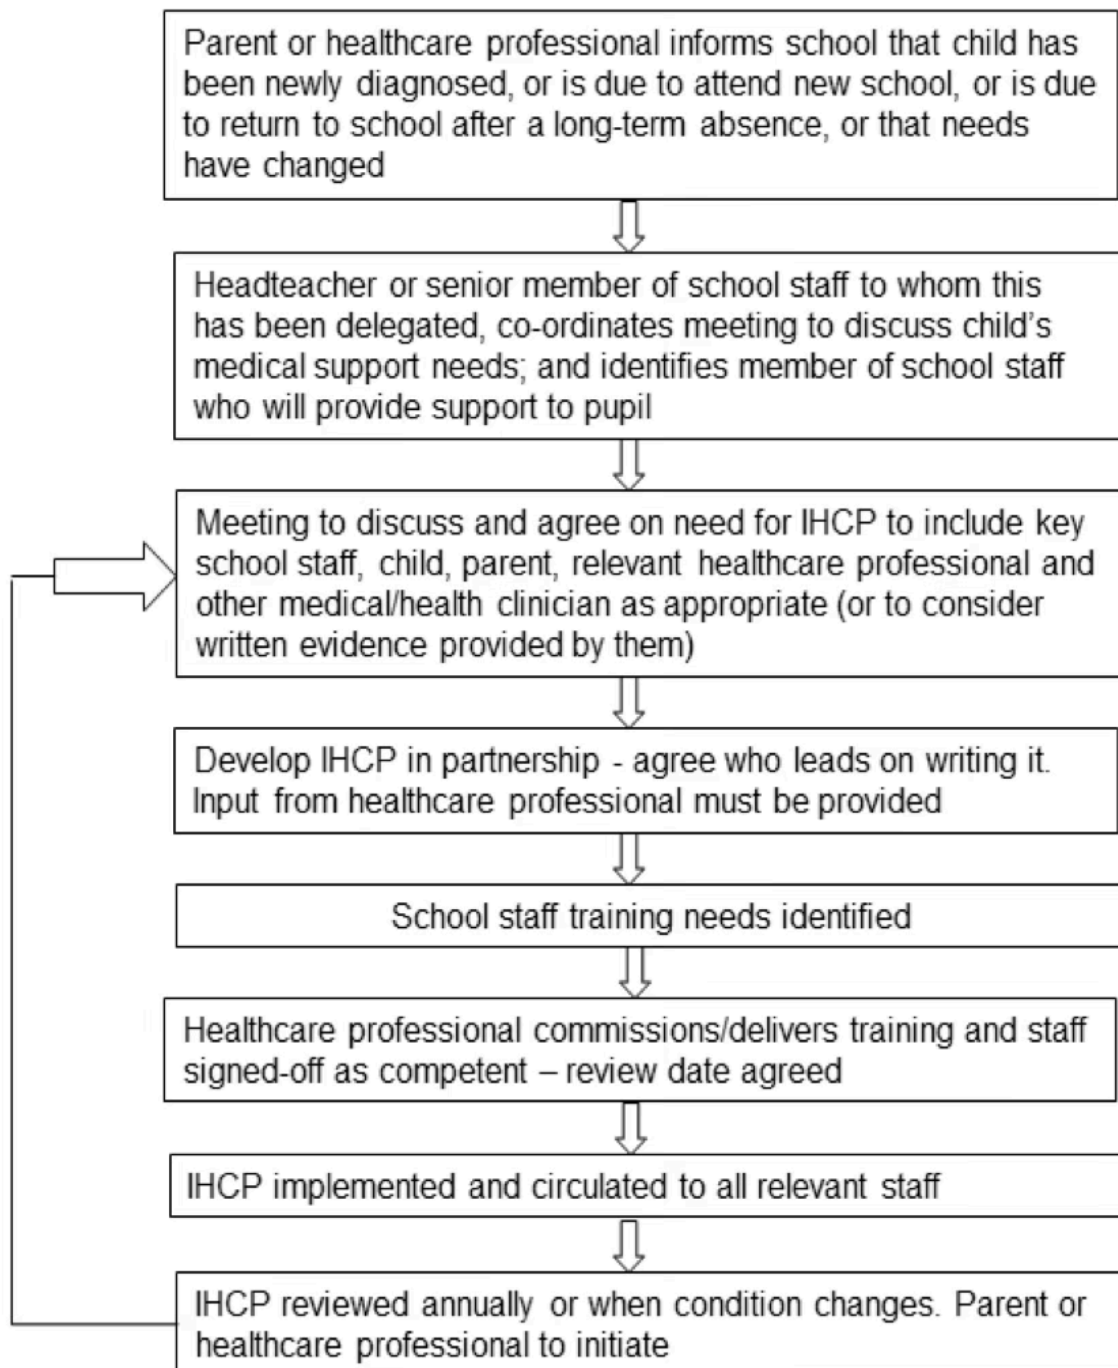 Parent or healthcare professional informs school that child has
been newly diagnosed, or is due to attend new school, or is due
to return to school after a long-term absence, or that needs
have changed
Headteacher or senior member of school staff to whom this
has been delegated, co-ordinates meeting to discuss child's
medical support needs; and identifies member of school staff
who will provide support to pupil
Meeting to discuss and agree on need for IHCP to include key
school staff, child, parent, relevant healthcare professional and
other medical/health clinician as appropriate (or to consider
written evidence provided by them)
Develop IHCP in partnership - agree who leads on writing it.
Input from healthcare professional must be provided
School staff training needs identified
Healthcare professional commissions/delivers training and staff
signed-off as competent – review date agreed
IHCP implemented and circulated to all relevant staff
IHCP reviewed annually or when condition changes. Parent or
healthcare professional to initiate